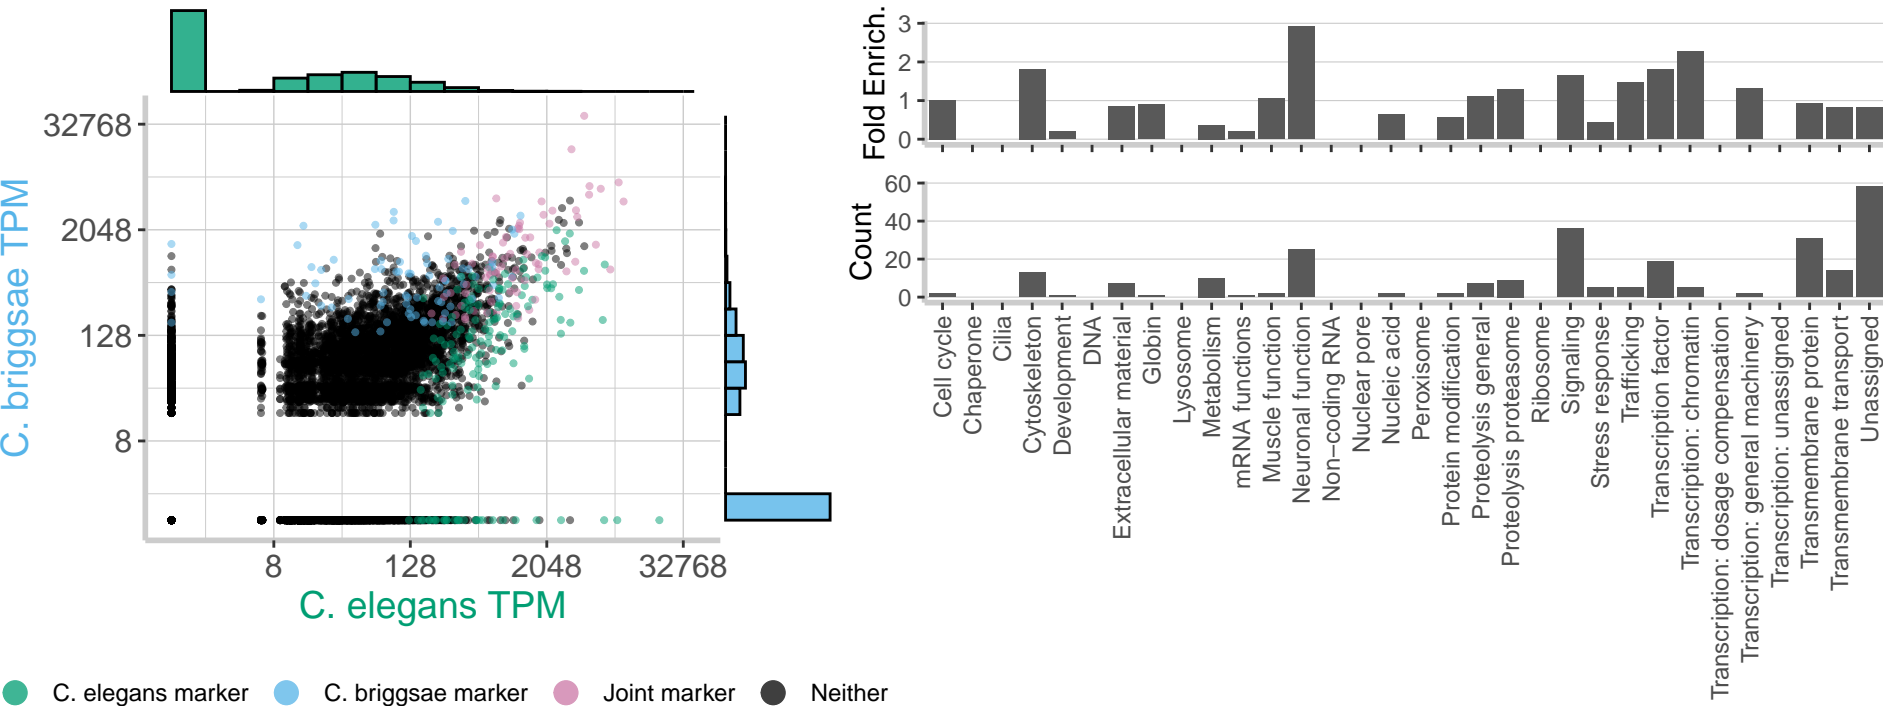 32768
2048
128
8
C. briggsae TPM
8
128
2048
32768
C. elegans TPM
C. elegans marker
C. briggsae marker
Joint marker
Neither
Fold Enrich.
3
2
1
0
Count
60
40
20
0
Cell cycle
Chaperone
Cilia
Cytoskeleton
Development
DNA
Extracellular material
Globin
Lysosome
Metabolism
mRNA functions
Muscle function
Neuronal function
Non−coding RNA
Nuclear pore
Nucleic acid
Peroxisome
Protein modification
Proteolysis general
Proteolysis proteasome
Ribosome
Signaling
Stress response
Trafficking
Transcription factor
Transcription: chromatin
Transcription: dosage compensation
Transcription: general machinery
Transcription: unassigned
Transmembrane protein
Transmembrane transport
Unassigned